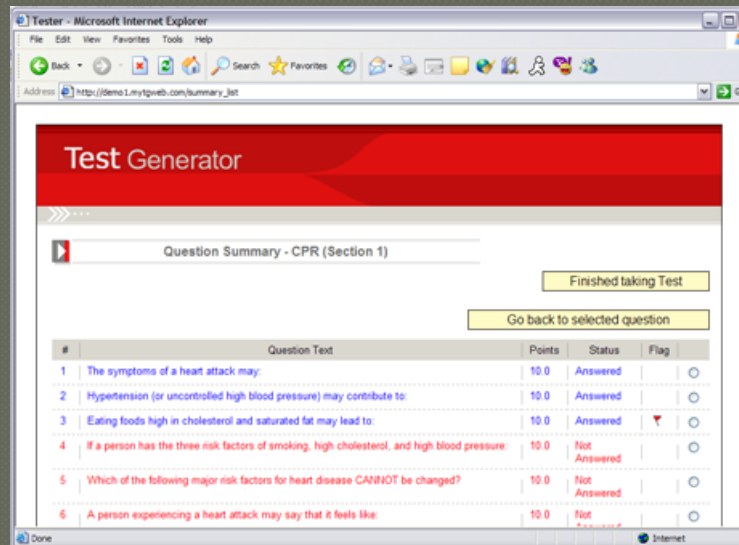 Tester - Microsoft Internet Explorer
File Edit View Favorites Tools Help
Back Search Favorites
Address http://demo1.mytgweb.com/summary_list
Test Generator
Question Summary - CPR (Section 1)
Finished taking Test
Go back to selected question
# Question Text Points Status Flag
1 The symptoms of a heart attack may: 10.0 Answered
2 Hypertension (or uncontrolled high blood pressure) may contribute to: 10.0 Answered
3 Eating foods high in cholesterol and saturated fat may lead to: 10.0 Answered
4 If a person has the three risk factors of smoking, high cholesterol, and high blood pressure: 10.0 Not
Answered
5 Which of the following major risk factors for heart disease CANNOT be changed? 10.0 Not
Answered
6 A person experiencing a heart attack may say that it feels like: 10.0 Not
Done Internet